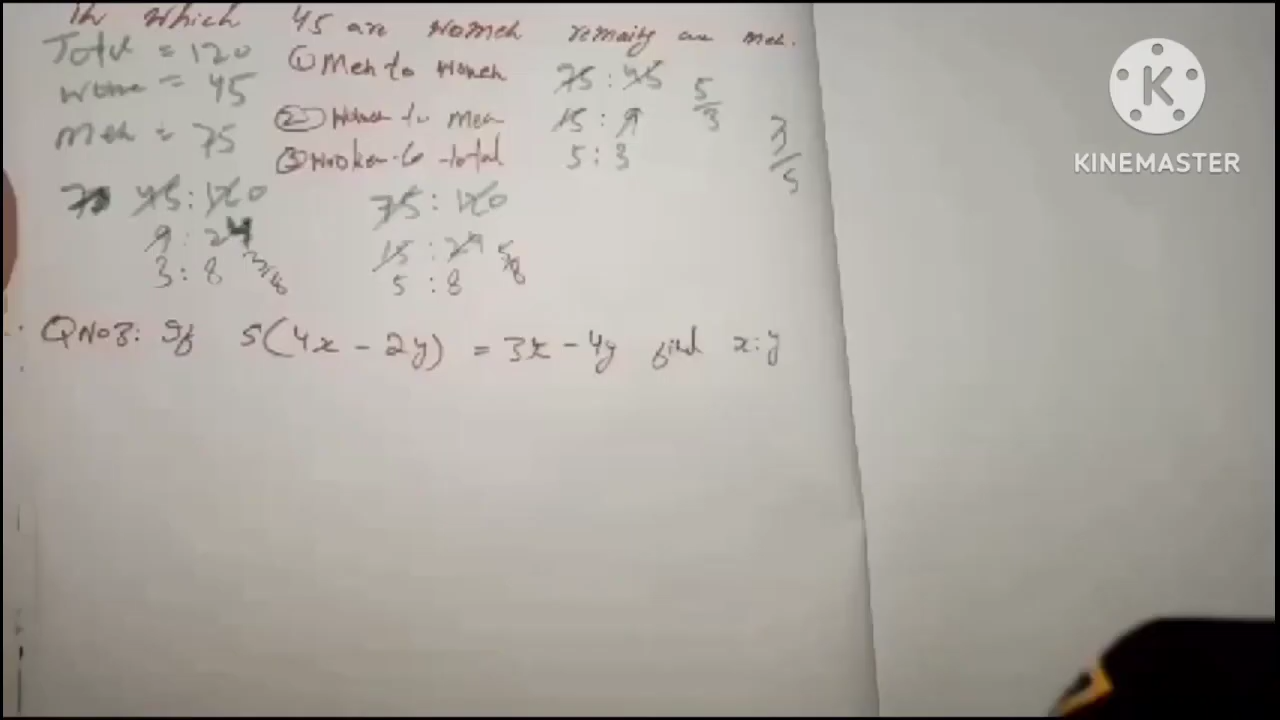 In which 45 are women remaing are men.
Total = 120
Women = 45
Men = 75
① Men to women 75 : 45 5/3
② Women to men 15 : 9 3/5
③ Women to total 5 : 3
45 : 120
9 : 24
3 : 8 3/8
75 : 120
15 : 24 5/8
5 : 8
QNo3: If 5(4x - 2y) = 3x - 4y find x:y
K
KINEMASTER